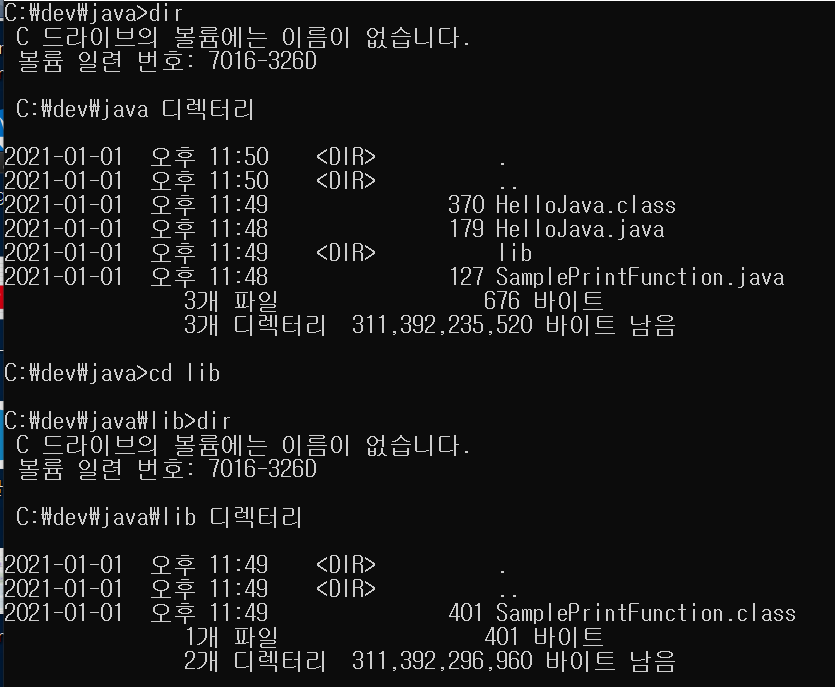 C:₩dev₩java>dir
 C 드라이브의 볼륨에는 이름이 없습니다.
 볼륨 일련 번호: 7016-326D
 C:₩dev₩java 디렉터리
2021-01-01  오후 11:50    <DIR>          .
2021-01-01  오후 11:50    <DIR>          ..
2021-01-01  오후 11:49               370 HelloJava.class
2021-01-01  오후 11:48               179 HelloJava.java
2021-01-01  오후 11:49    <DIR>          lib
2021-01-01  오후 11:48               127 SamplePrintFunction.java
               3개 파일                 676 바이트
               3개 디렉터리  311,392,235,520 바이트 남음
C:₩dev₩java>cd lib
C:₩dev₩java₩lib>dir
 C 드라이브의 볼륨에는 이름이 없습니다.
 볼륨 일련 번호: 7016-326D
 C:₩dev₩java₩lib 디렉터리
2021-01-01  오후 11:49    <DIR>          .
2021-01-01  오후 11:49    <DIR>          ..
2021-01-01  오후 11:49               401 SamplePrintFunction.class
               1개 파일                 401 바이트
               2개 디렉터리  311,392,296,960 바이트 남음